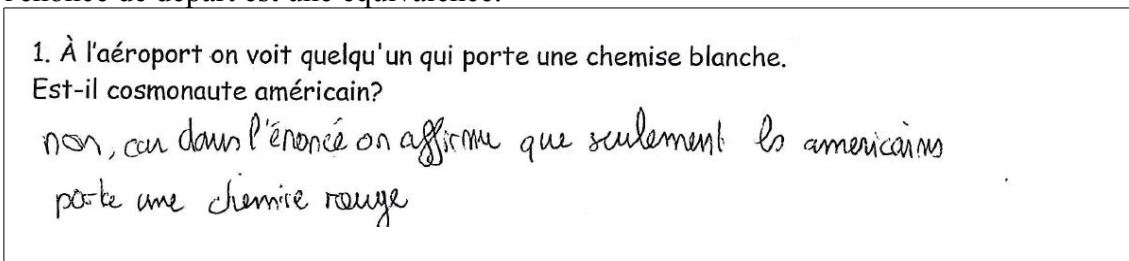 l'énoncé de départ est une équivalence.
1. À l'aéroport on voit quelqu'un qui porte une chemise blanche.
Est-il cosmonaute américain?
non, car dans l'énoncé on affirme que seulement les americains
porte une chemise rouge